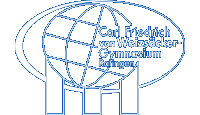 Carl Friedrich
von Weizsäcker-
Gymnasium
Ratingen